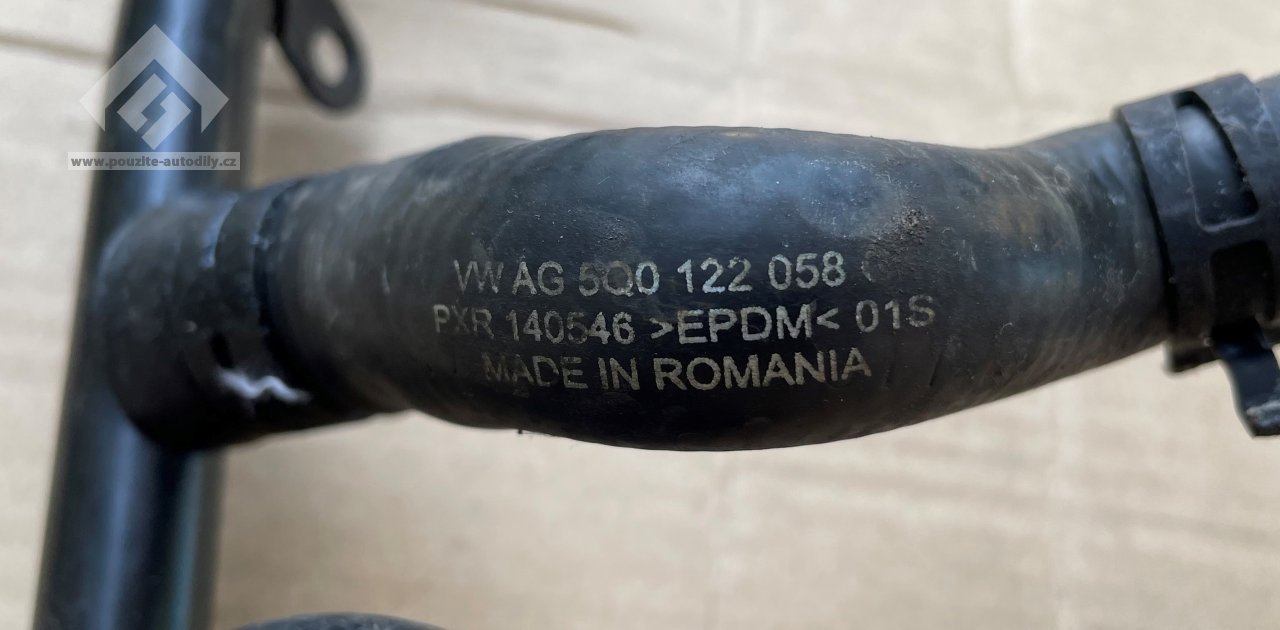 www.pouzite-autodily.cz
VW AG 5Q0 122 058
PXR 140546 >EPDM< 01S
MADE IN ROMANIA